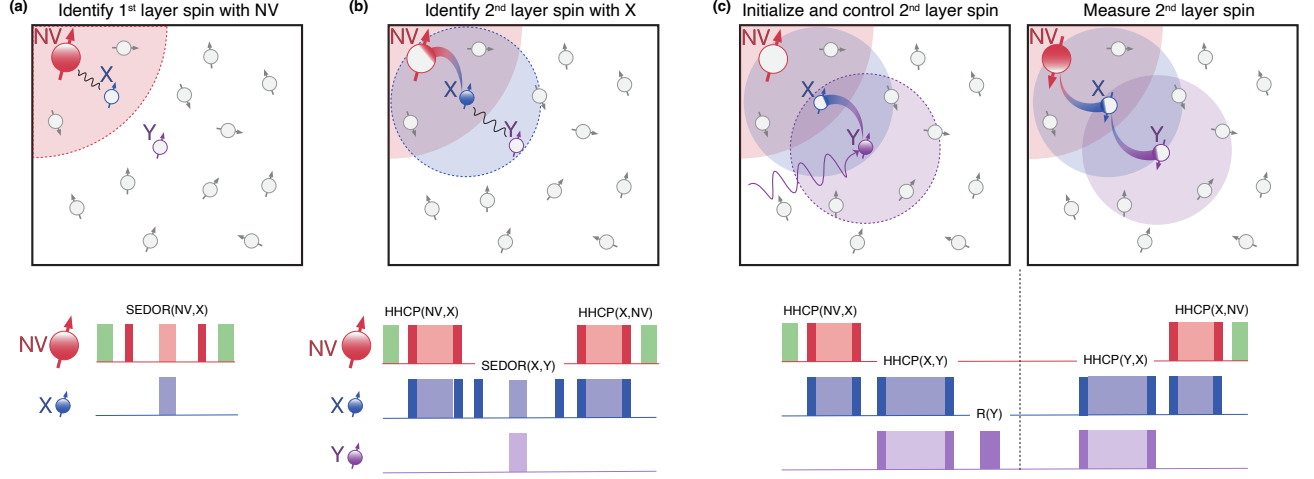 (a) Identify 1st layer spin with NV
(b) Identify 2nd layer spin with X
(c) Initialize and control 2nd layer spin
Measure 2nd layer spin
NV
X
Y
NV
X
Y
NV
X
Y
NV
X
Y
SEDOR(NV,X)
NV
X
HHCP(NV,X)
HHCP(X,NV)
NV
SEDOR(X,Y)
X
Y
HHCP(NV,X)
HHCP(X,NV)
HHCP(X,Y)
HHCP(Y,X)
R(Y)